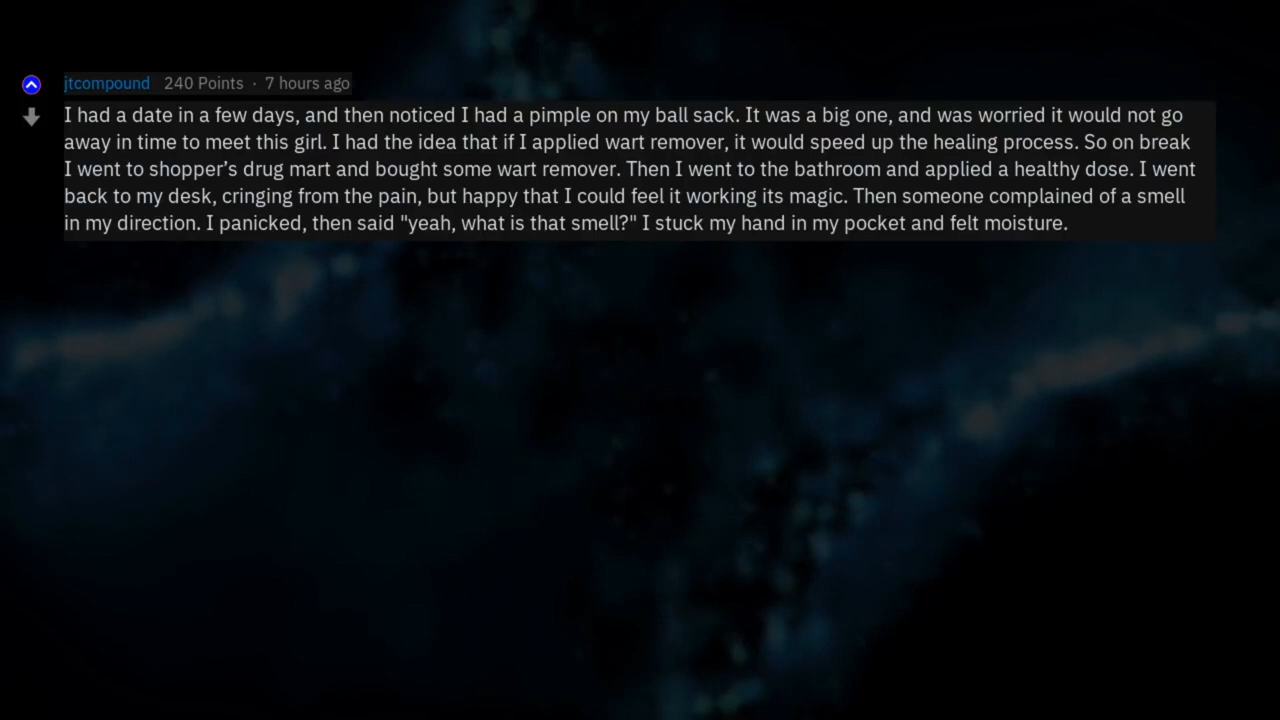 jtcompound 240 Points · 7 hours ago
I had a date in a few days, and then noticed I had a pimple on my ball sack. It was a big one, and was worried it would not go
away in time to meet this girl. I had the idea that if I applied wart remover, it would speed up the healing process. So on break
I went to shopper’s drug mart and bought some wart remover. Then I went to the bathroom and applied a healthy dose. I went
back to my desk, cringing from the pain, but happy that I could feel it working its magic. Then someone complained of a smell
in my direction. I panicked, then said "yeah, what is that smell?" I stuck my hand in my pocket and felt moisture.